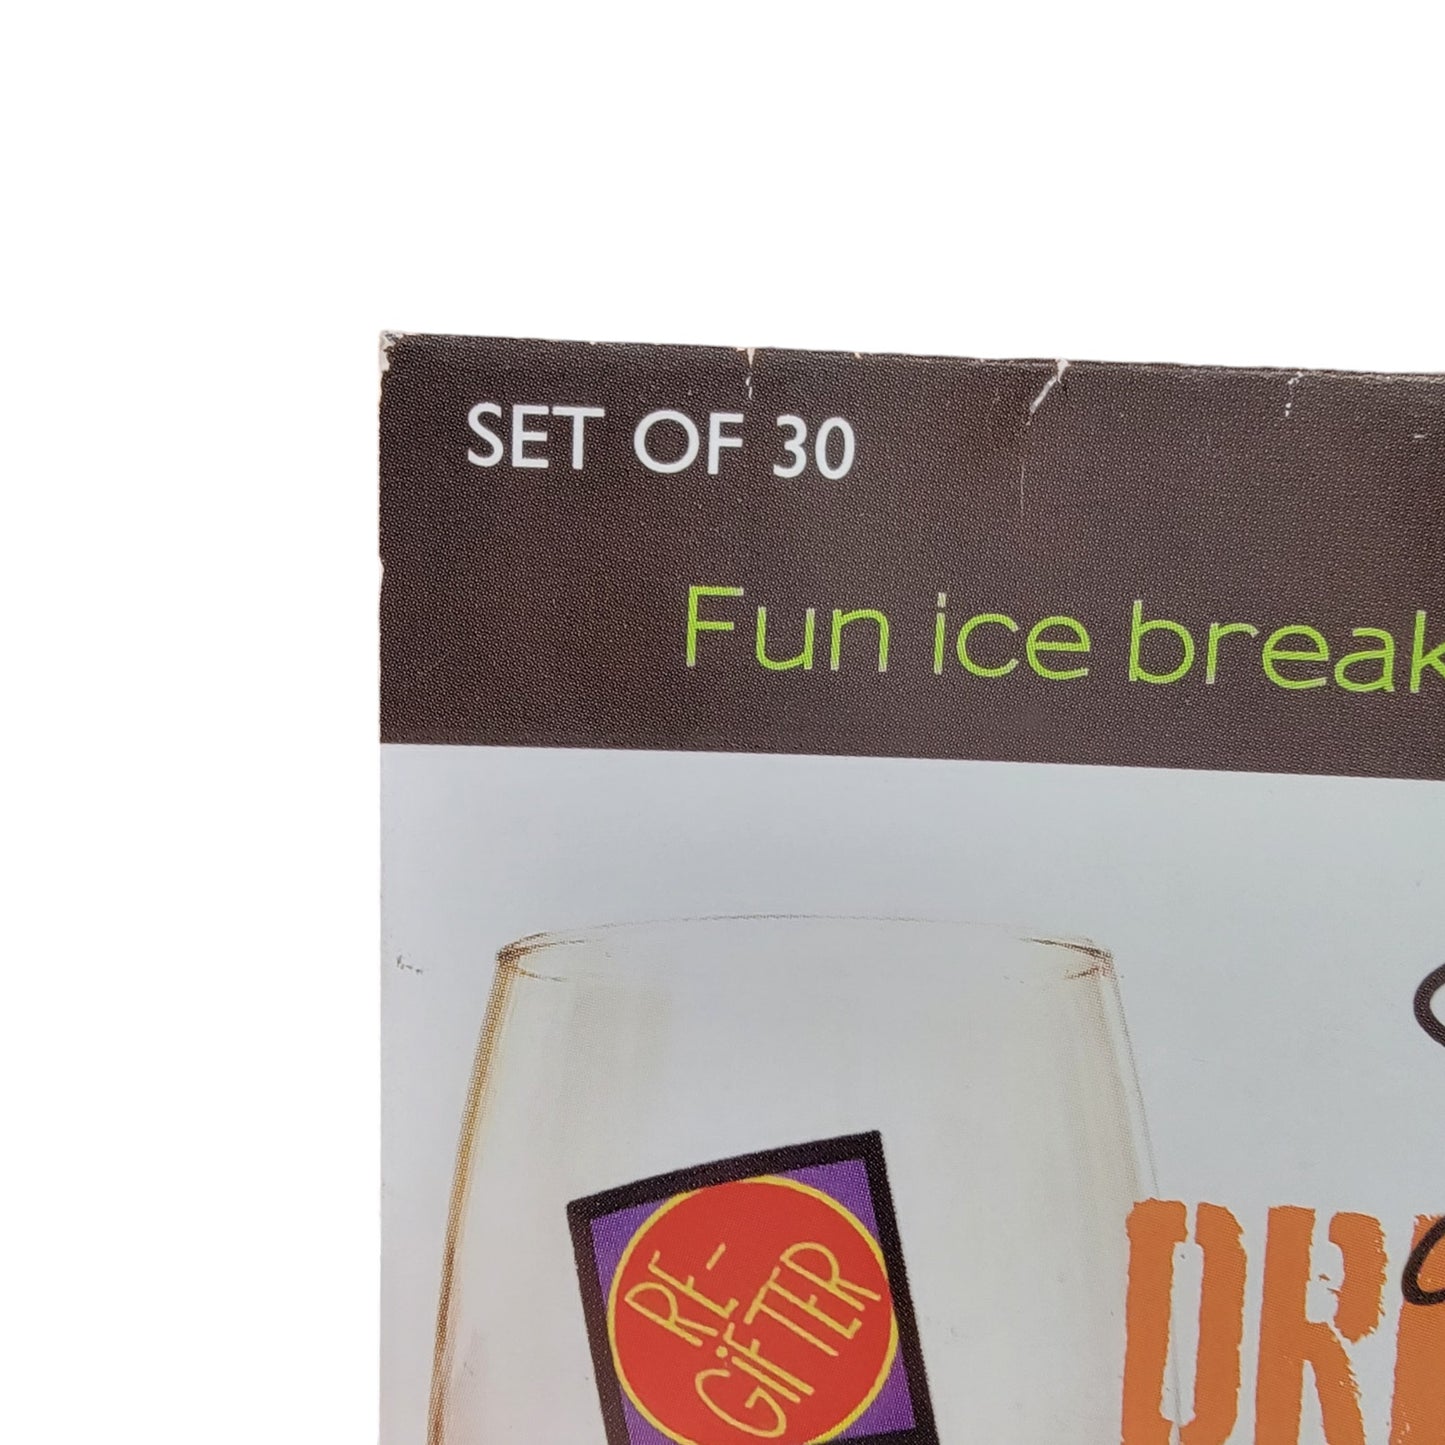 SET OF 30
Fun ice break
RE-
GiFTER